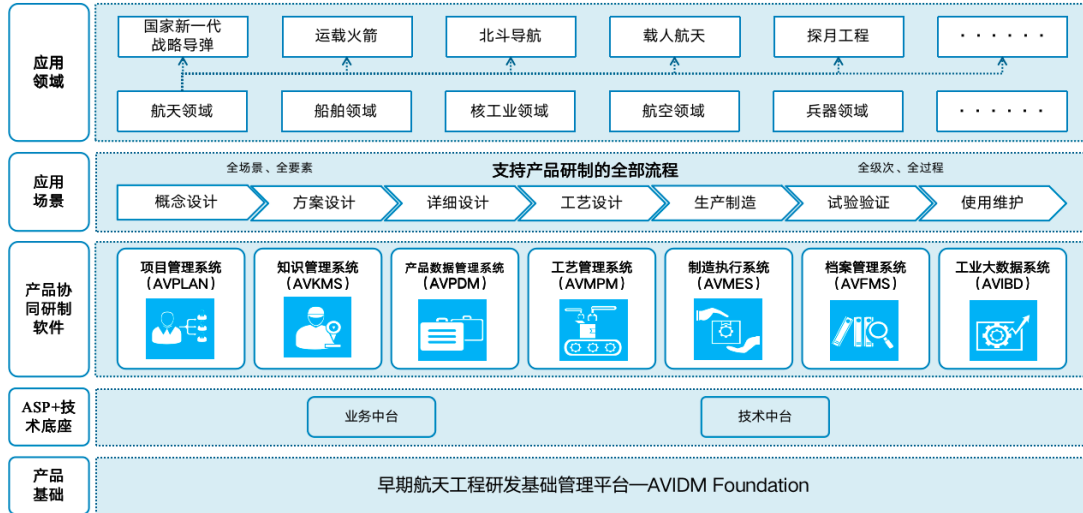 应用
领域
国家新一代
战略导弹
运载火箭
北斗导航
载人航天
探月工程
······
航天领域
船舶领域
核工业领域
航空领域
兵器领域
······
应用
场景
全场景、全要素
支持产品研制的全部流程
全级次、全过程
概念设计
方案设计
详细设计
工艺设计
生产制造
试验验证
使用维护
产品协
同研制
软件
项目管理系统
（AVPLAN）
知识管理系统
（AVKMS）
产品数据管理系统
（AVPDM）
工艺管理系统
（AVMPM）
制造执行系统
（AVMES）
档案管理系统
（AVFMS）
工业大数据系统
（AVIBD）
ASP+技
术底座
业务中台
技术中台
产品
基础
早期航天工程研发基础管理平台—AVIDM Foundation